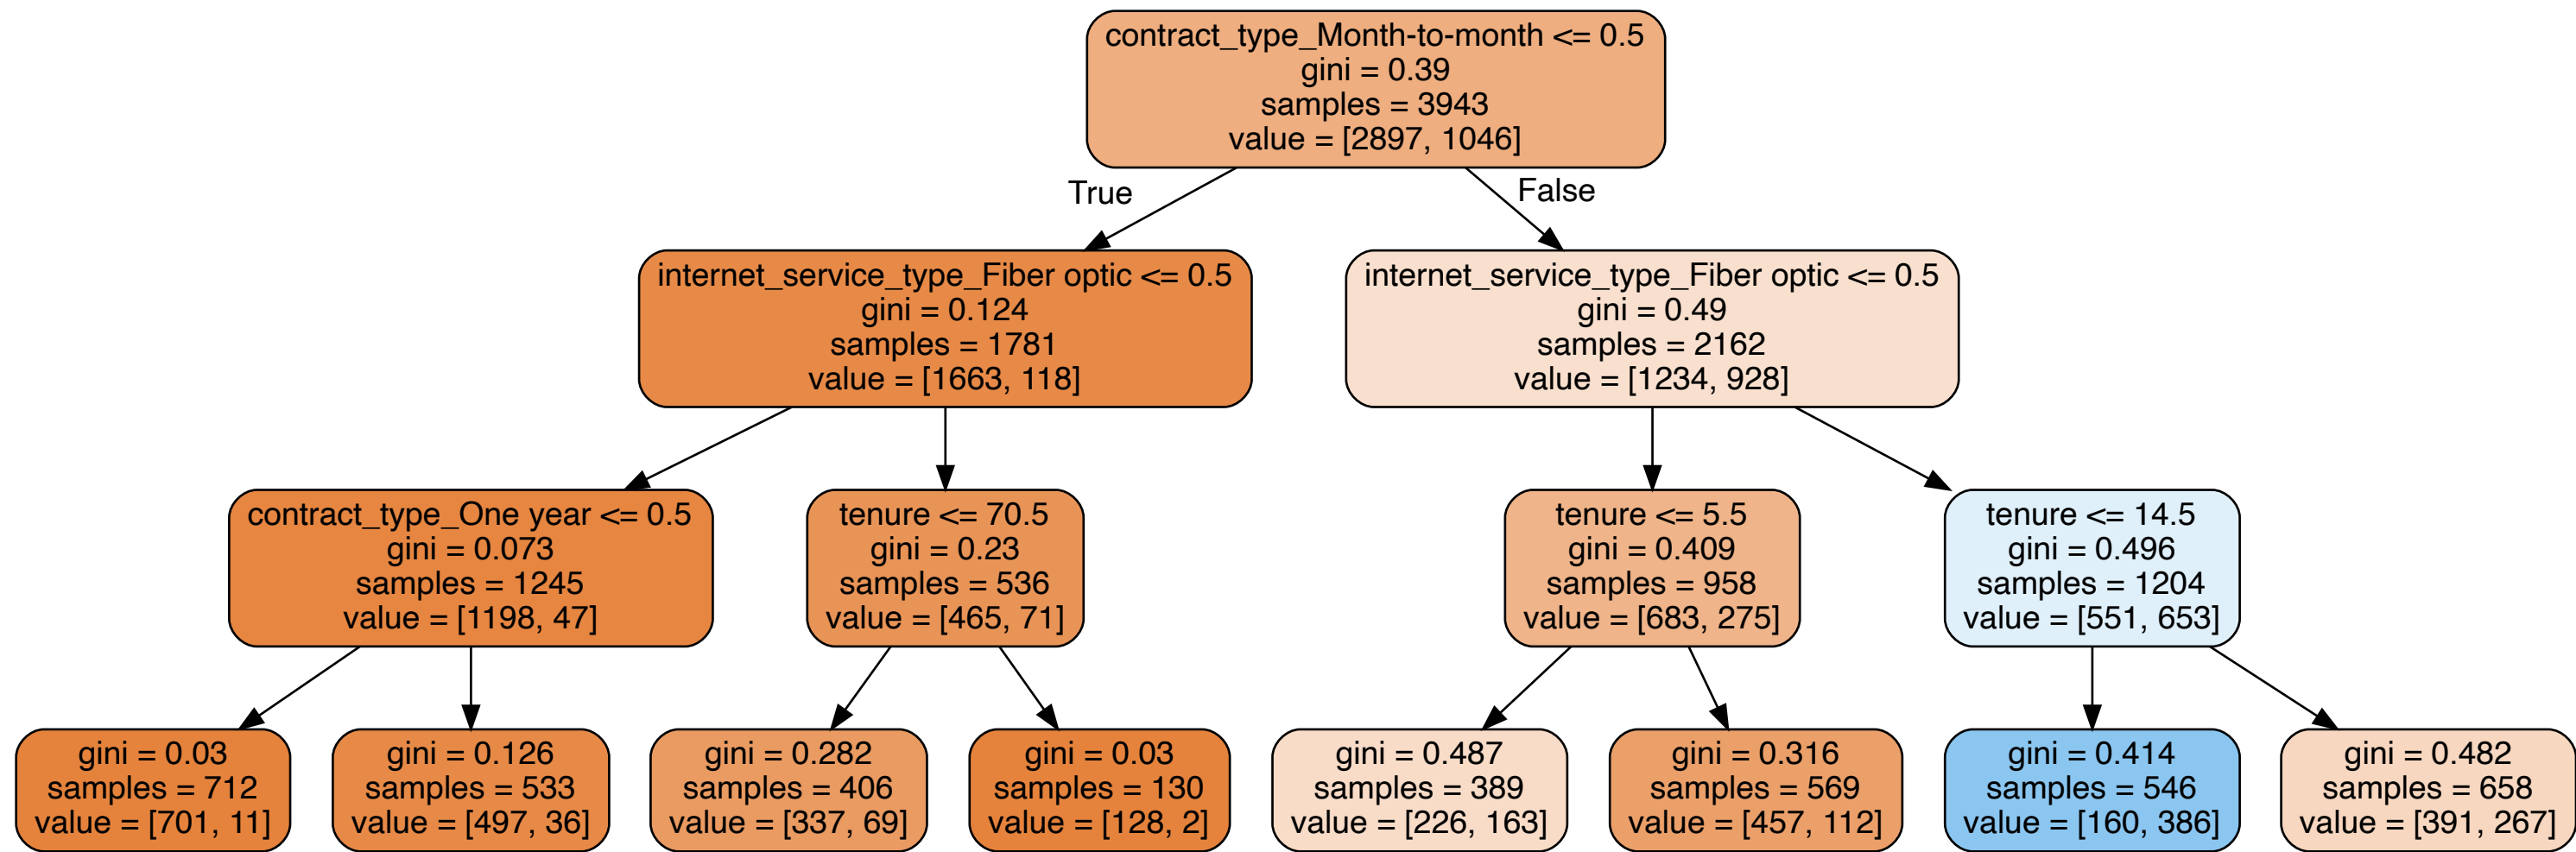 contract_type_Month-to-month <= 0.5
gini = 0.39
samples = 3943
value = [2897, 1046]
True
False
internet_service_type_Fiber optic <= 0.5
gini = 0.124
samples = 1781
value = [1663, 118]
internet_service_type_Fiber optic <= 0.5
gini = 0.49
samples = 2162
value = [1234, 928]
contract_type_One year <= 0.5
gini = 0.073
samples = 1245
value = [1198, 47]
tenure <= 70.5
gini = 0.23
samples = 536
value = [465, 71]
tenure <= 5.5
gini = 0.409
samples = 958
value = [683, 275]
tenure <= 14.5
gini = 0.496
samples = 1204
value = [551, 653]
gini = 0.03
samples = 712
value = [701, 11]
gini = 0.126
samples = 533
value = [497, 36]
gini = 0.282
samples = 406
value = [337, 69]
gini = 0.03
samples = 130
value = [128, 2]
gini = 0.487
samples = 389
value = [226, 163]
gini = 0.316
samples = 569
value = [457, 112]
gini = 0.414
samples = 546
value = [160, 386]
gini = 0.482
samples = 658
value = [391, 267]